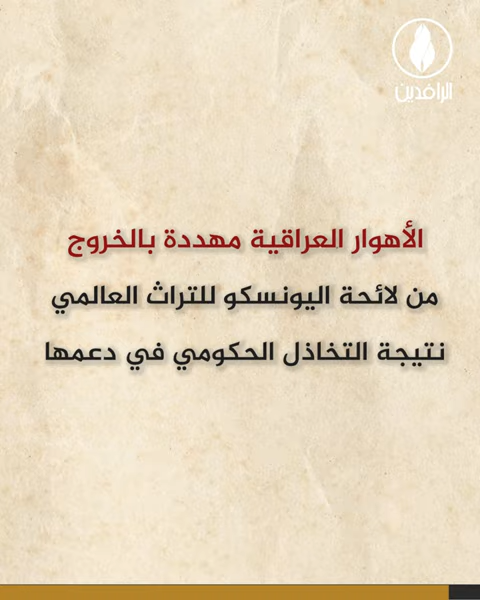 الرافدين
الأهوار العراقية مهددة بالخروج
من لائحة اليونسكو للتراث العالمي
نتيجة التخاذل الحكومي في دعمها